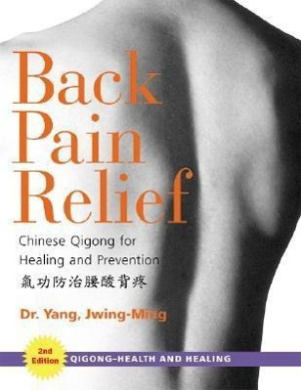 Back
Pain
Relief
Chinese Qigong for
Healing and Prevention
氣功防治腰酸背疼
Dr. Yang, Jwing-Ming
2nd
Edition
QIGONG–HEALTH AND HEALING